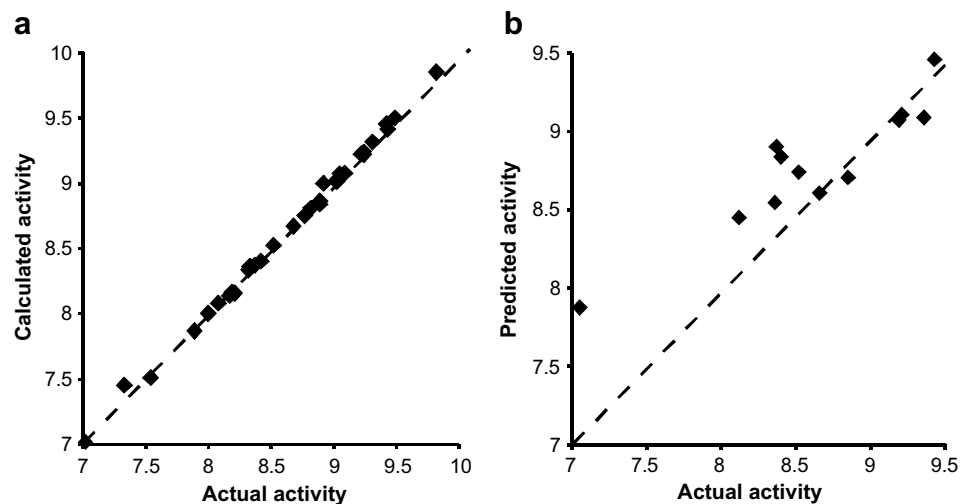 a
10
9.5
9
8.5
8
7.5
7
Calculated activity
7 7.5 8 8.5 9 9.5 10
Actual activity
b
9.5
9
8.5
8
7.5
7
Predicted activity
7 7.5 8 8.5 9 9.5
Actual activity